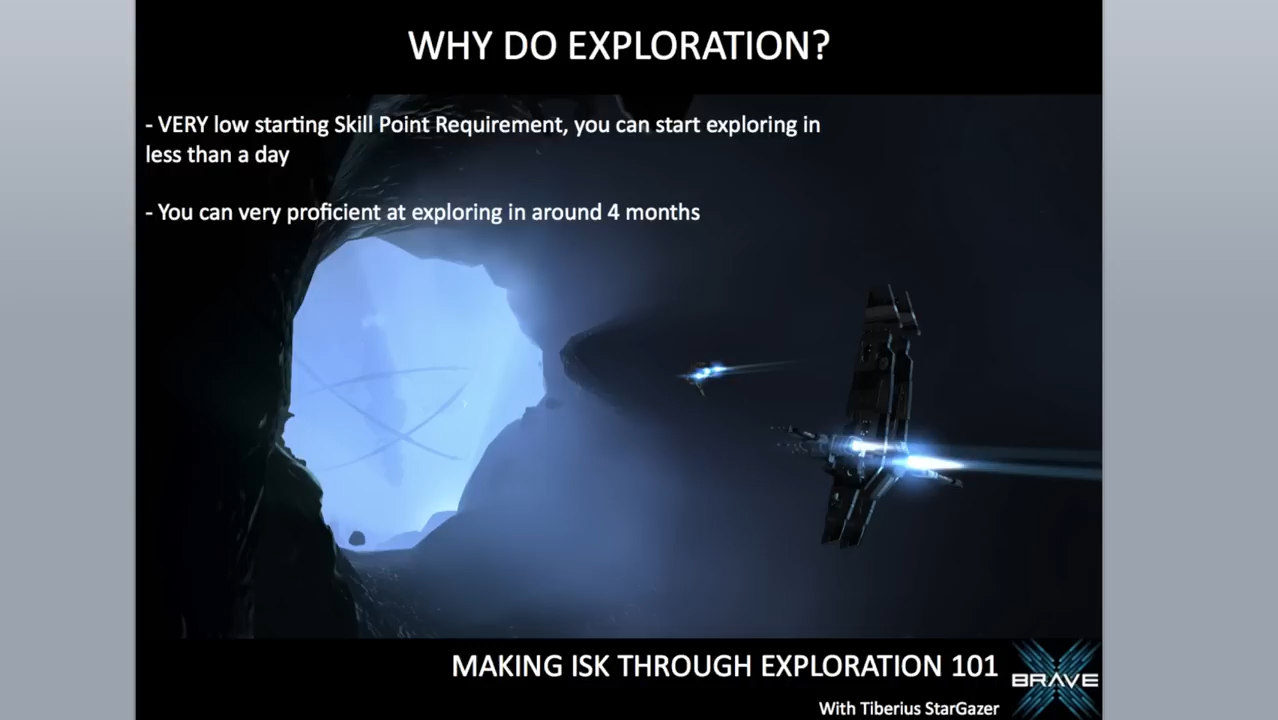 WHY DO EXPLORATION?
- VERY low starting Skill Point Requirement, you can start exploring in
less than a day
- You can very proficient at exploring in around 4 months
MAKING ISK THROUGH EXPLORATION 101
BRAVE
With Tiberius StarGazer